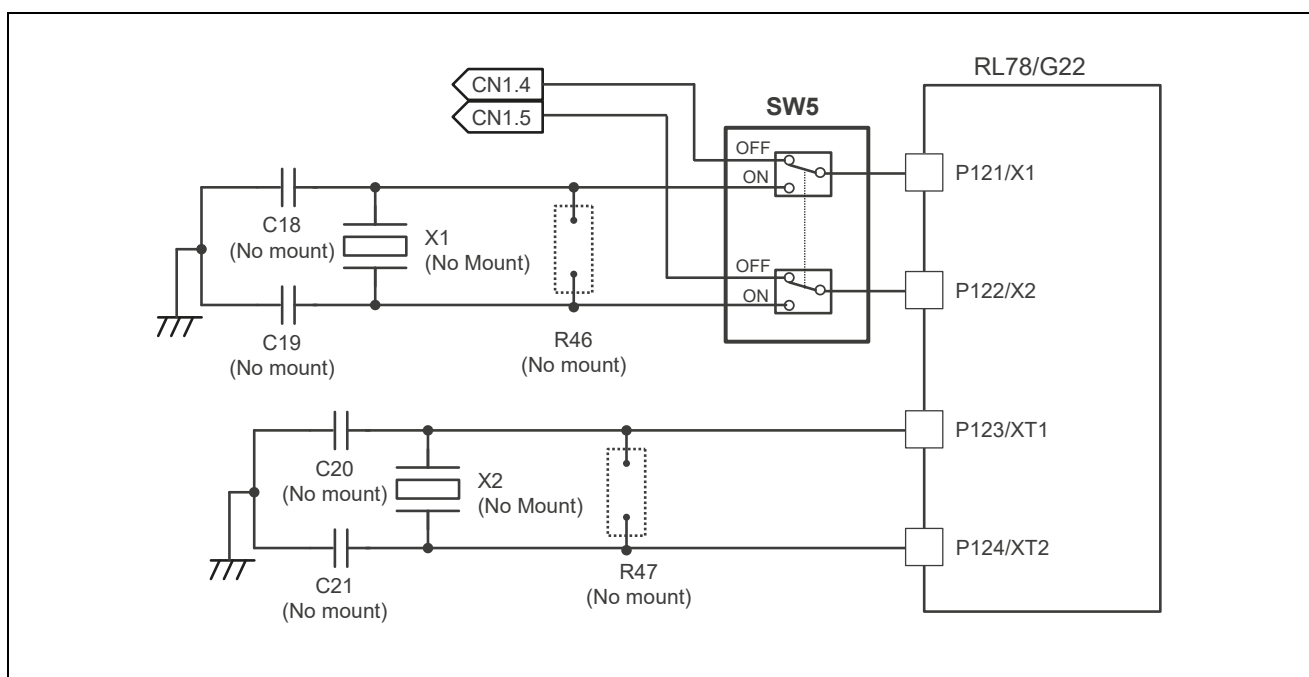 RL78/G22
CN1.4
CN1.5
SW5
OFF
ON
P121/X1
C18
(No mount)
X1
(No Mount)
OFF
ON
P122/X2
C19
(No mount)
R46
(No mount)
P123/XT1
C20
(No mount)
X2
(No Mount)
P124/XT2
C21
(No mount)
R47
(No mount)